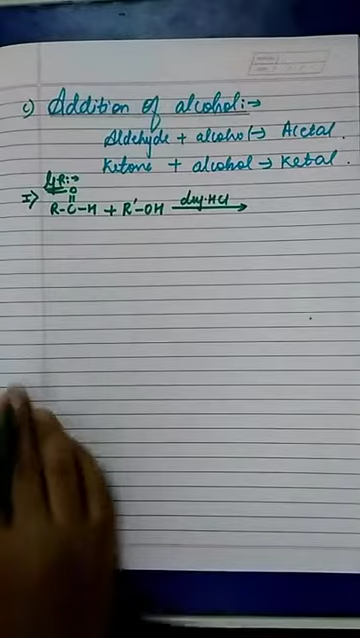 c) Addition of alcohol :→
Aldehyde + alcohol → Acetal.
Ketone + alcohol → Ketal.
I)
O
||
R-C-H + R'-OH dry·HCl →